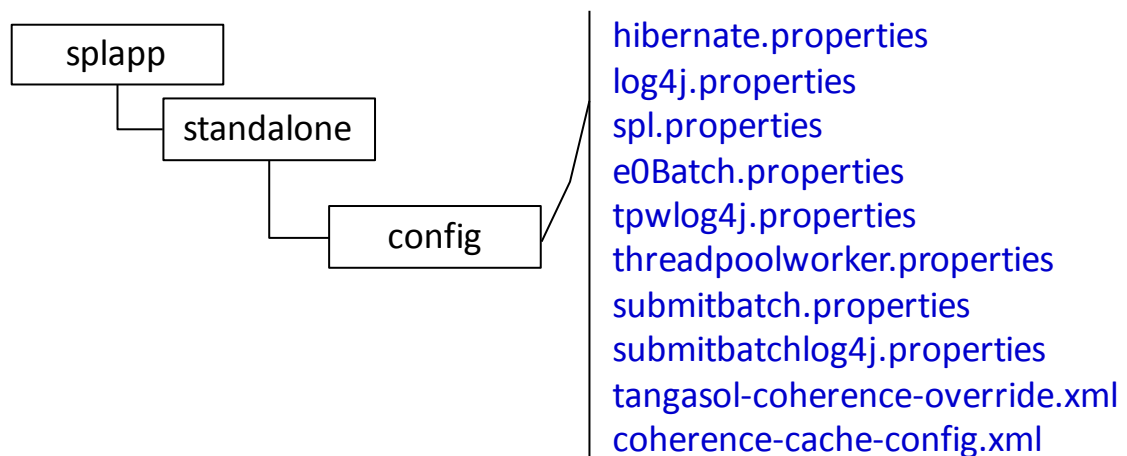 splapp
standalone
config
hibernate.properties
log4j.properties
spl.properties
e0Batch.properties
tpwlog4j.properties
threadpoolworker.properties
submitbatch.properties
submitbatchlog4j.properties
tangasol-coherence-override.xml
coherence-cache-config.xml